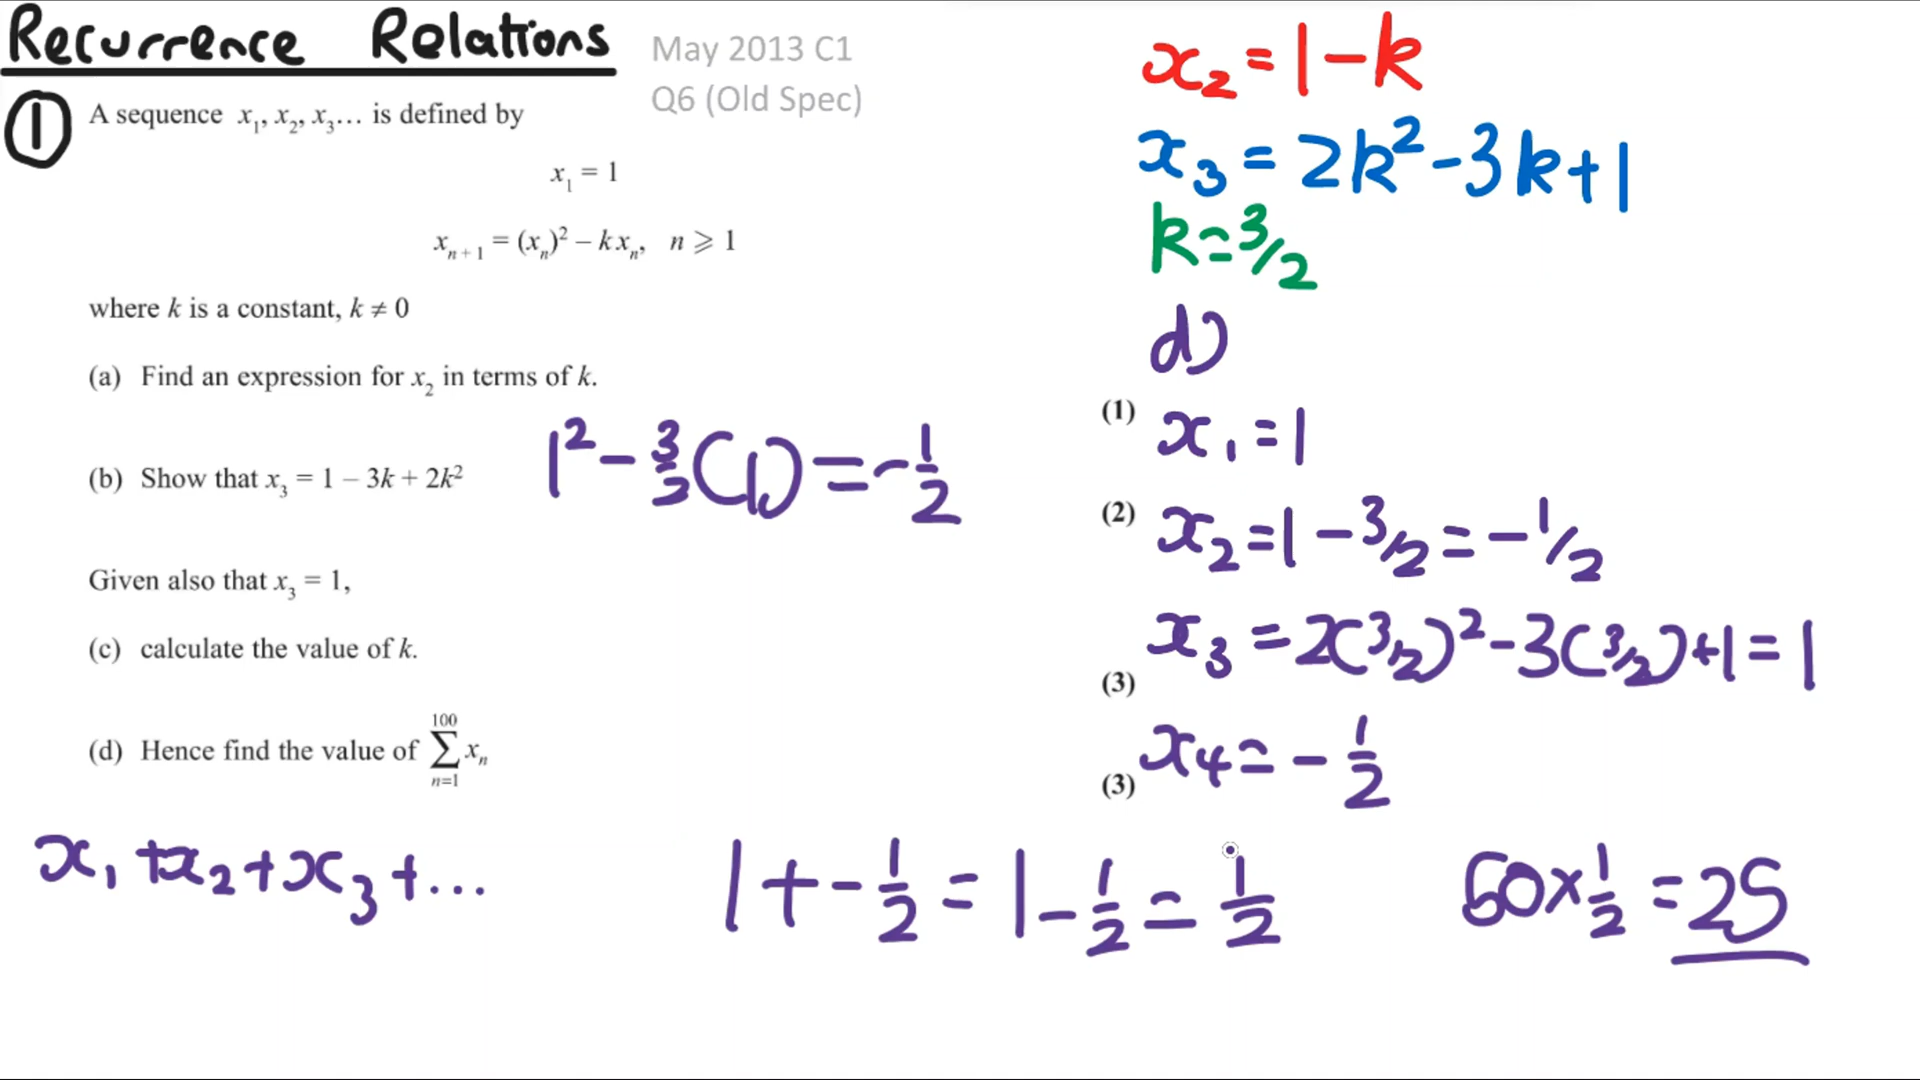 Recurrence Relations
May 2013 C1
Q6 (Old Spec)
① A sequence x₁, x₂, x₃... is defined by
x₁ = 1
xₙ₊₁ = (xₙ)² – kxₙ, n ⩾ 1
where k is a constant, k ≠ 0
(a) Find an expression for x₂ in terms of k.
(1)
(b) Show that x₃ = 1 – 3k + 2k²
(2)
Given also that x₃ = 1,
(c) calculate the value of k.
(3)
(d) Hence find the value of ∑ₙ₌₁¹⁰⁰ xₙ
(3)
x₂ = 1 - k
x₃ = 2k² - 3k + 1
k = 3/2
d)
x₁ = 1
x₂ = 1 - 3/2 = -1/2
x₃ = 2(3/2)² - 3(3/2) + 1 = 1
x₄ = - 1/2
1² - 3/2(1) = -1/2
x₁ + x₂ + x₃ + ...
1 + - 1/2 = 1 - 1/2 = 1/2
50 × 1/2 = 25